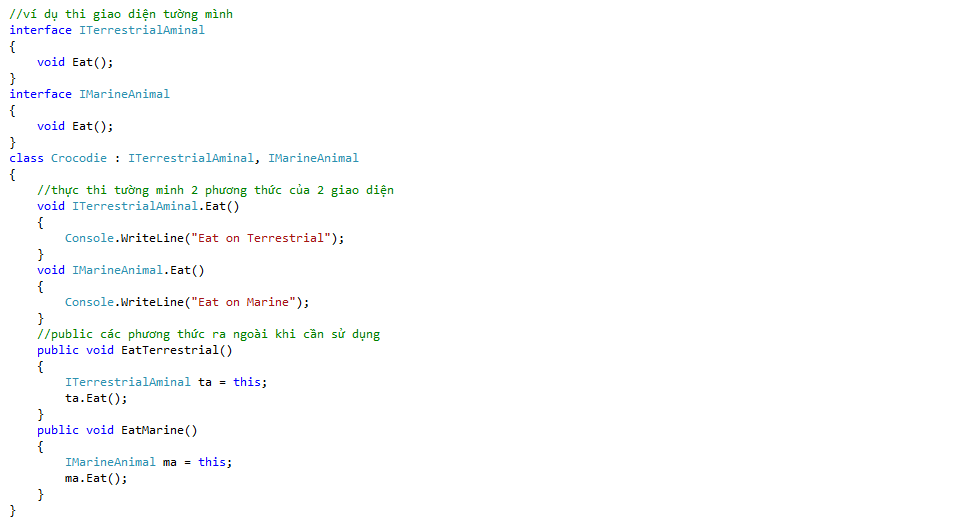 //ví dụ thi giao diện tường mình
interface ITerrestrialAminal
{
    void Eat();
}
interface IMarineAnimal
{
    void Eat();
}
class Crocodie : ITerrestrialAminal, IMarineAnimal
{
    //thực thi tường minh 2 phương thức của 2 giao diện
    void ITerrestrialAminal.Eat()
    {
        Console.WriteLine("Eat on Terrestrial");
    }
    void IMarineAnimal.Eat()
    {
        Console.WriteLine("Eat on Marine");
    }
    //public các phương thức ra ngoài khi cần sử dụng
    public void EatTerrestrial()
    {
        ITerrestrialAminal ta = this;
        ta.Eat();
    }
    public void EatMarine()
    {
        IMarineAnimal ma = this;
        ma.Eat();
    }
}